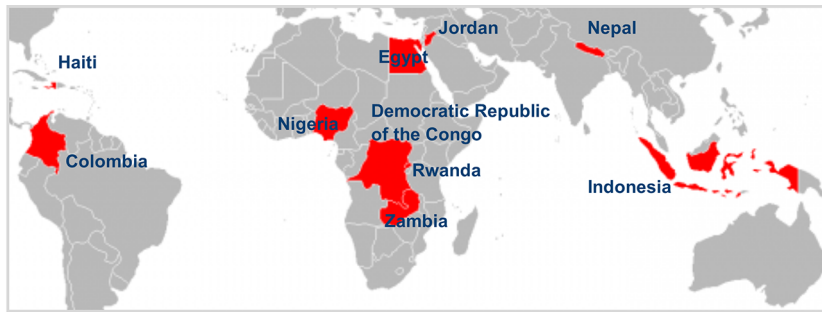 Jordan
Nepal
Haiti
Egypt
Democratic Republic
of the Congo
Nigeria
Colombia
Rwanda
Indonesia
Zambia